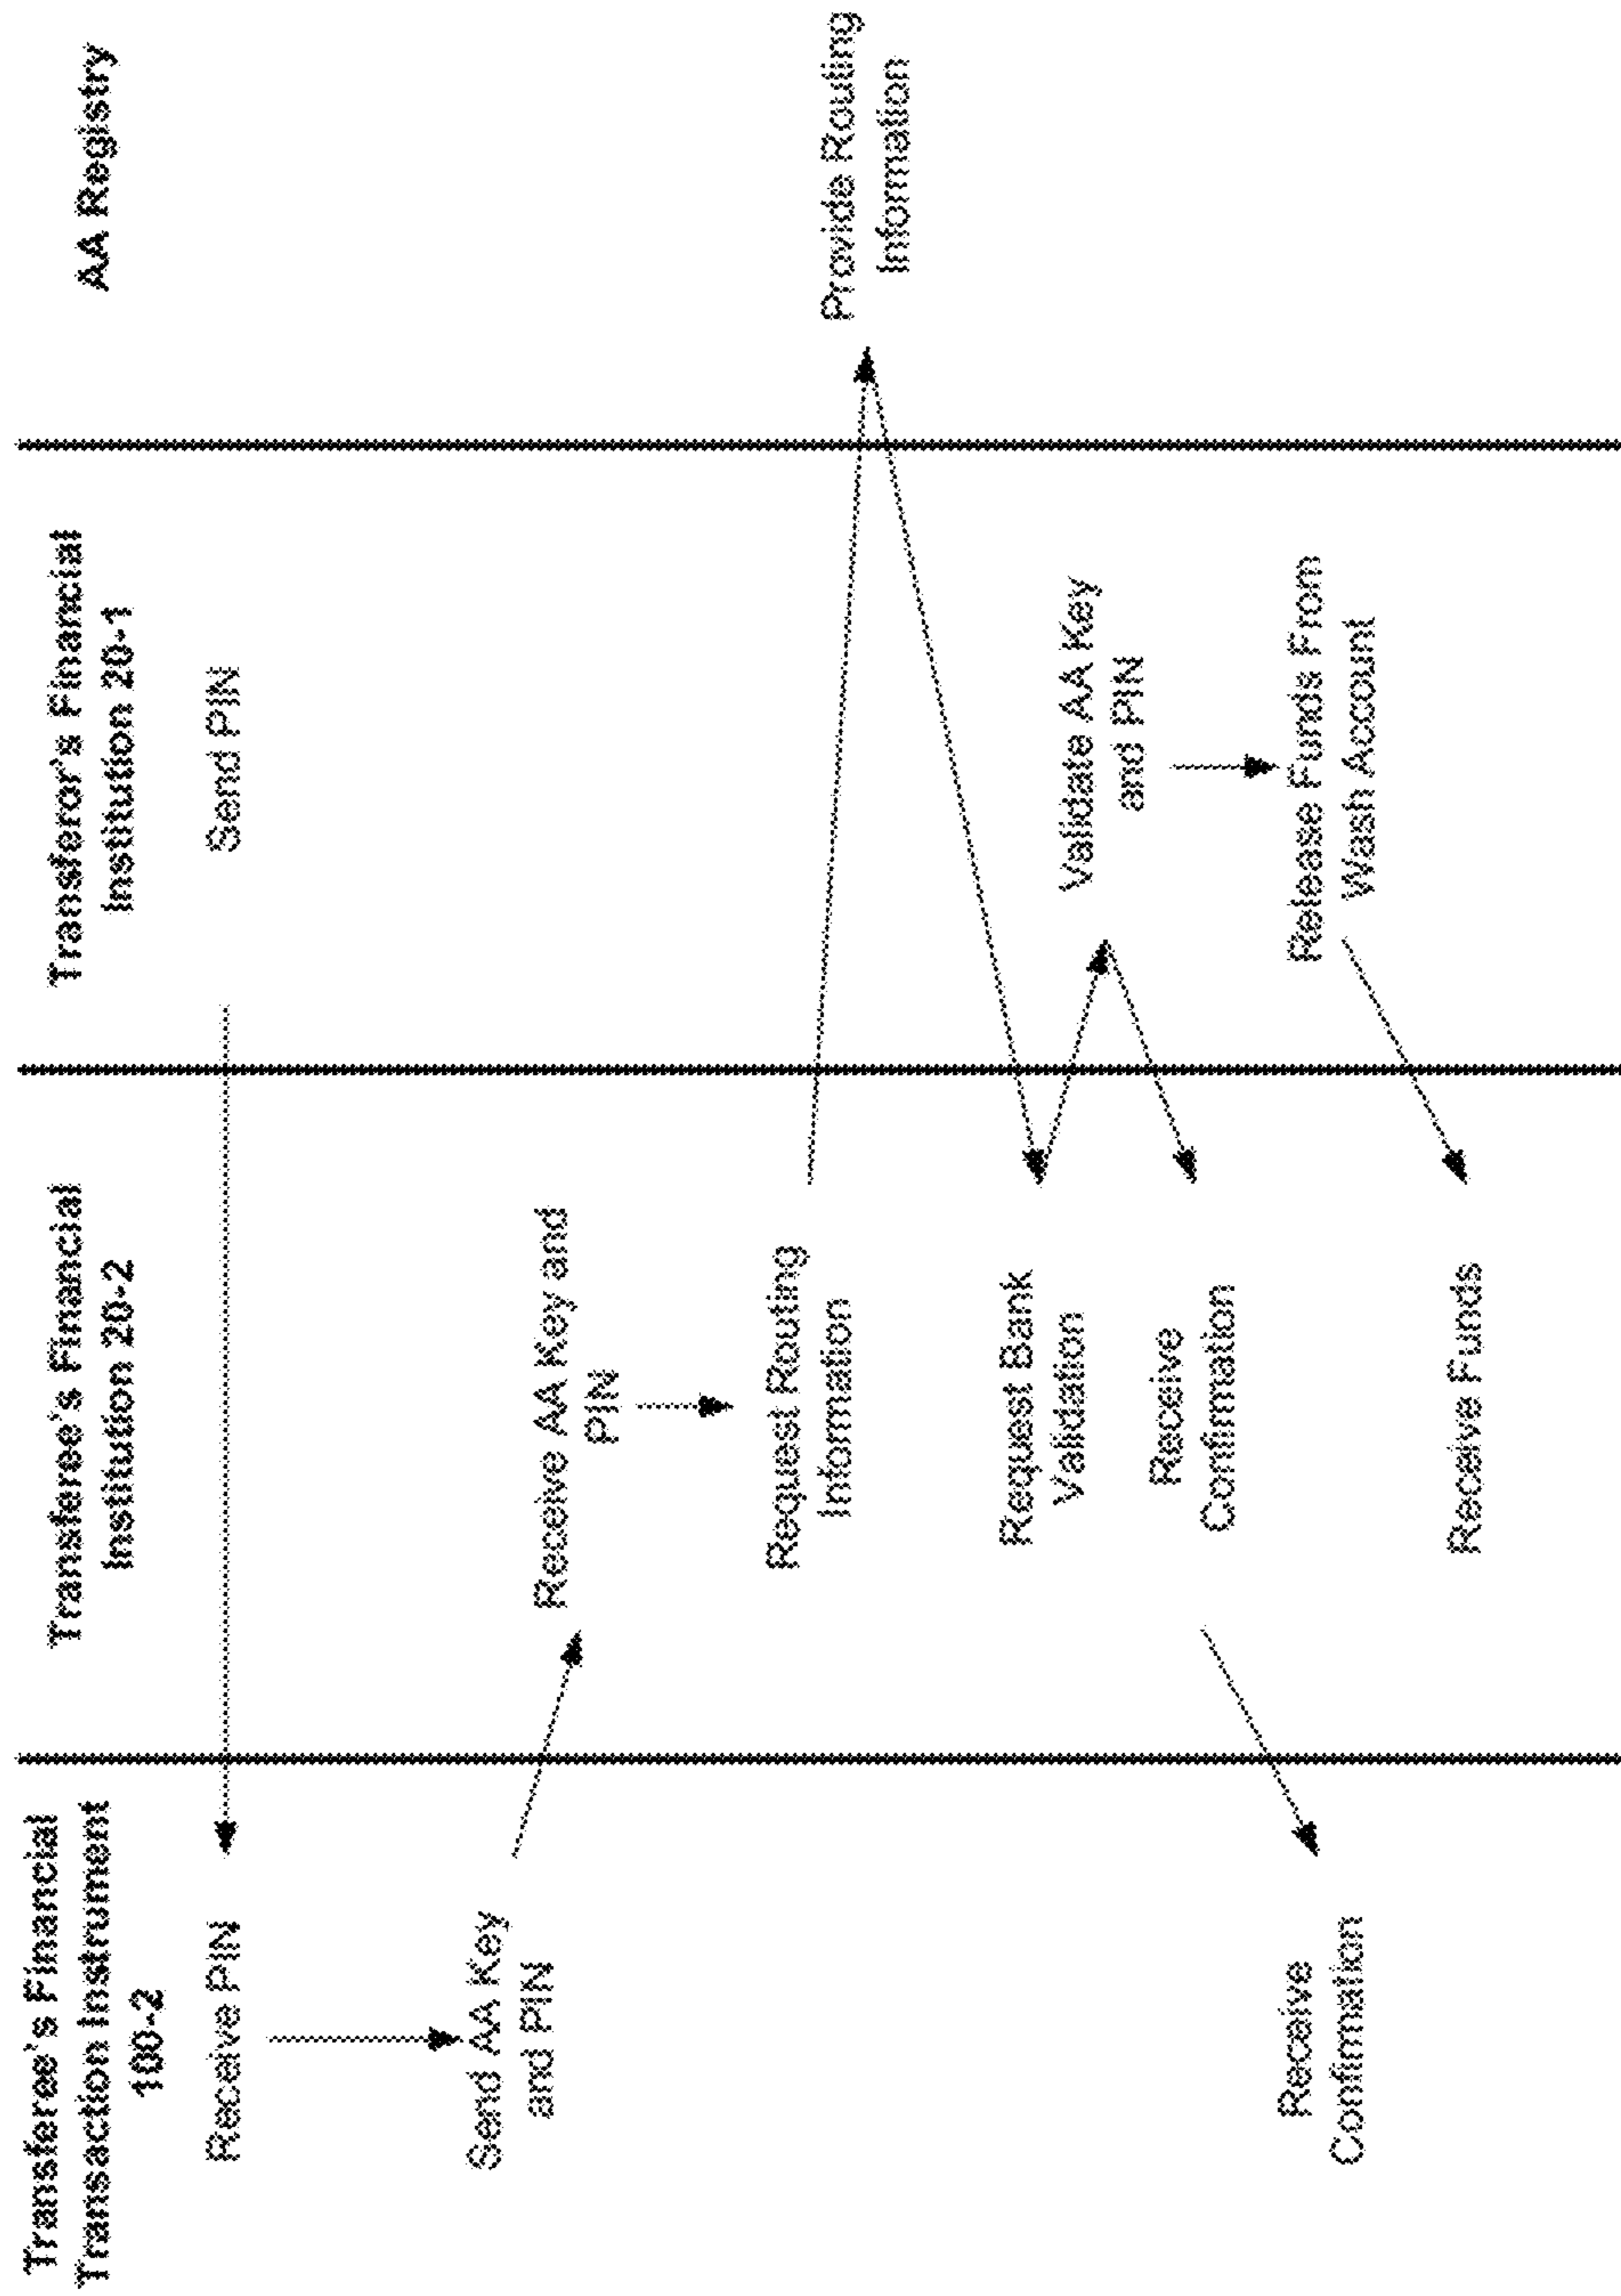 Transferee's Financial
Transaction Instrument
100-2
Transferee's Financial
Institution 20-2
Transferor's Financial
Institution 20-1
AA Registry
Receive PIN
Send PIN
Send AA Key
and PIN
Receive AA Key and
PIN
Request Routing
Information
Provide Routing
Information
Request Bank
Validation
Validate AA Key
and PIN
Receive
Confirmation
Receive
Confirmation
Release Funds From
Wash Account
Receive Funds